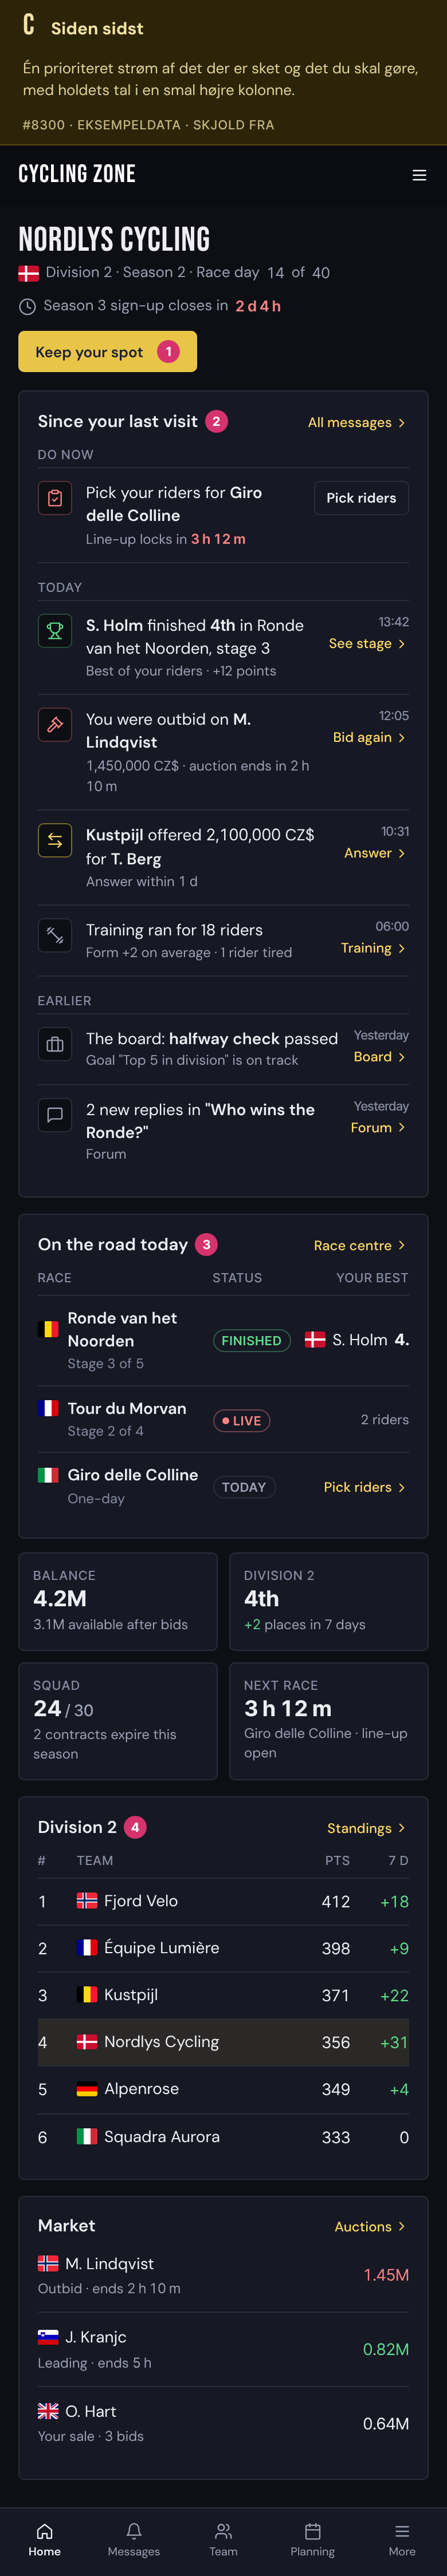 C Siden sidst
Én prioriteret strøm af det der er sket og det du skal gøre,
med holdets tal i en smal højre kolonne.
#8300 · EKSEMPELDATA · SKJOLD FRA
CYCLING ZONE
NORDLYS CYCLING
Division 2 · Season 2 · Race day 14 of 40
Season 3 sign-up closes in 2 d 4 h
Keep your spot 1
Since your last visit 2 All messages
DO NOW
Pick your riders for Giro
delle Colline
Pick riders
Line-up locks in 3 h 12 m
TODAY
S. Holm finished 4th in Ronde
van het Noorden, stage 3
13:42
See stage
Best of your riders · +12 points
You were outbid on M.
Lindqvist
12:05
Bid again
1,450,000 CZ$ · auction ends in 2 h
10 m
Kustpijl offered 2,100,000 CZ$
for T. Berg
10:31
Answer
Answer within 1 d
Training ran for 18 riders
06:00
Form +2 on average · 1 rider tired
Training
EARLIER
The board: halfway check passed
Yesterday
Goal "Top 5 in division" is on track
Board
2 new replies in "Who wins the
Ronde?"
Yesterday
Forum
Forum
On the road today 3 Race centre
RACE STATUS YOUR BEST
Ronde van het
Noorden
Stage 3 of 5
FINISHED S. Holm 4.
Tour du Morvan
Stage 2 of 4
LIVE 2 riders
Giro delle Colline
One-day
TODAY Pick riders
BALANCE
4.2M
3.1M available after bids
DIVISION 2
4th
+2 places in 7 days
SQUAD
24 / 30
2 contracts expire this
season
NEXT RACE
3 h 12 m
Giro delle Colline · line-up
open
Division 2 4 Standings
# TEAM PTS 7 D
1 Fjord Velo 412 +18
2 Équipe Lumière 398 +9
3 Kustpijl 371 +22
4 Nordlys Cycling 356 +31
5 Alpenrose 349 +4
6 Squadra Aurora 333 0
Market Auctions
M. Lindqvist
Outbid · ends 2 h 10 m
1.45M
J. Kranjc
Leading · ends 5 h
0.82M
O. Hart
Your sale · 3 bids
0.64M
Home Messages Team Planning More